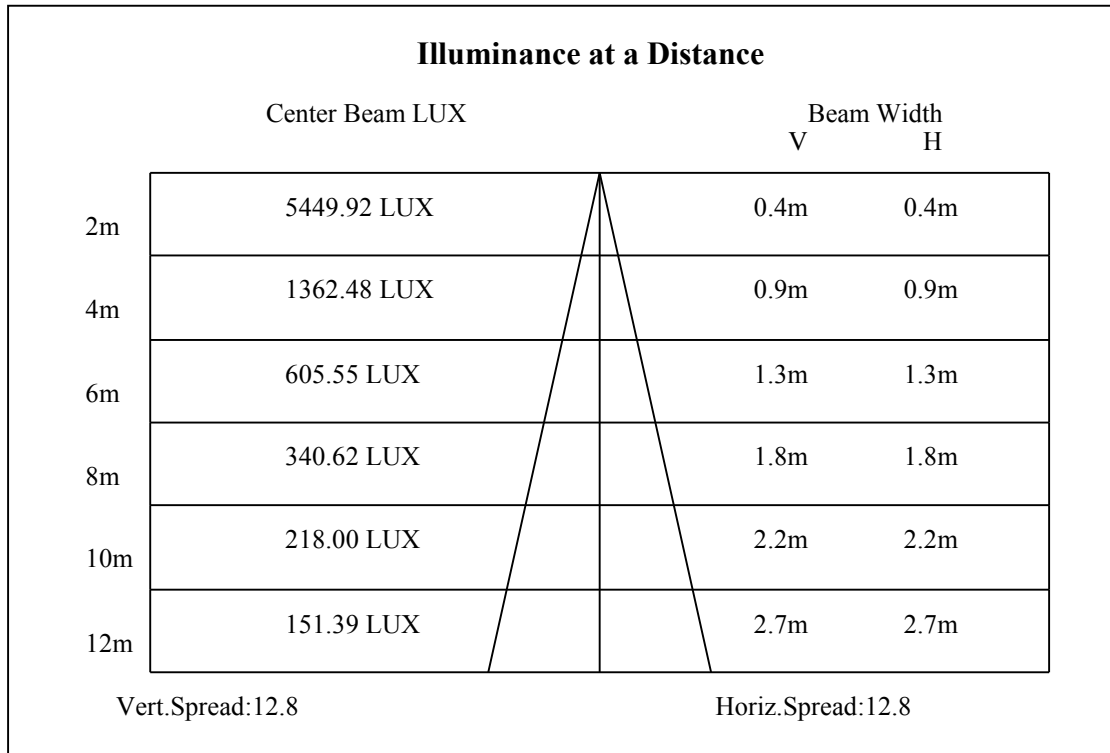 Illuminance at a Distance
Center Beam LUX Beam Width
V H
2m 5449.92 LUX 0.4m 0.4m
4m 1362.48 LUX 0.9m 0.9m
6m 605.55 LUX 1.3m 1.3m
8m 340.62 LUX 1.8m 1.8m
10m 218.00 LUX 2.2m 2.2m
12m 151.39 LUX 2.7m 2.7m
Vert.Spread:12.8 Horiz.Spread:12.8